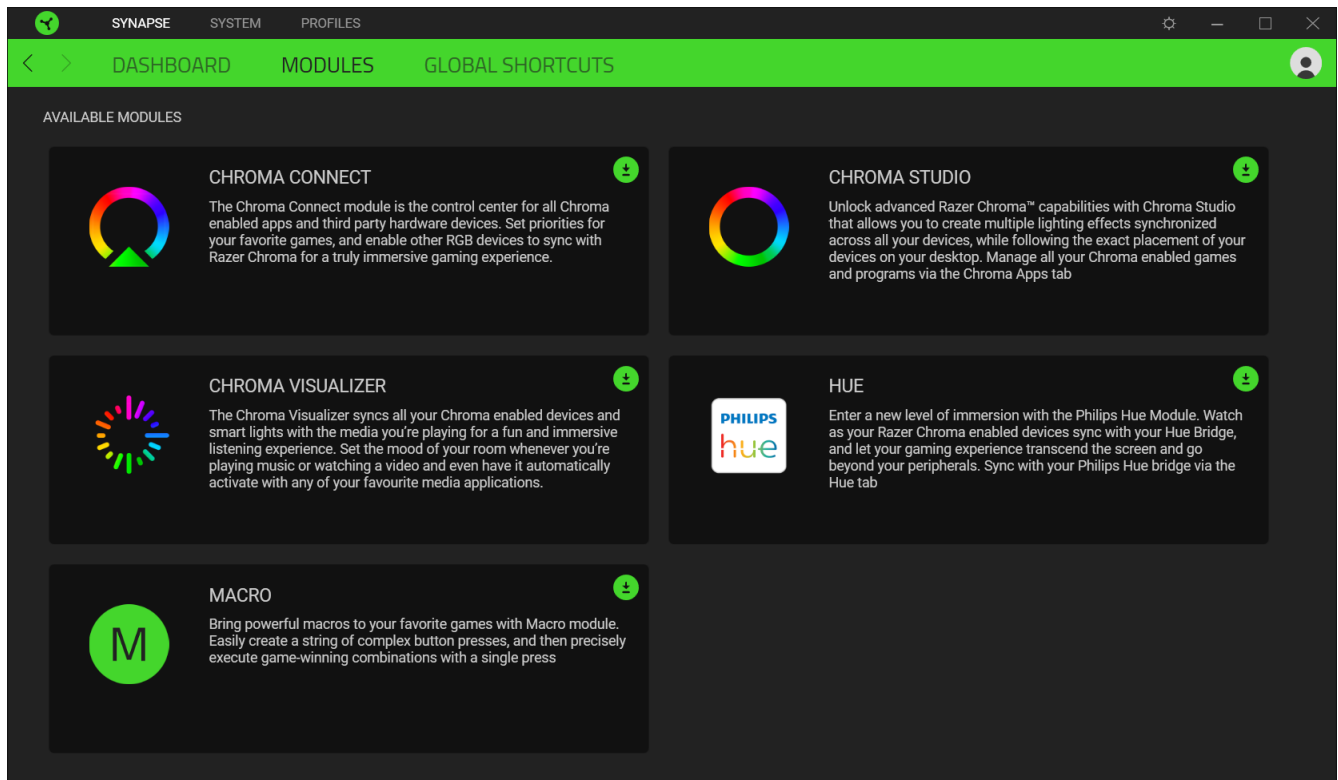 SYNAPSE SYSTEM PROFILES
DASHBOARD MODULES GLOBAL SHORTCUTS
AVAILABLE MODULES
CHROMA CONNECT
The Chroma Connect module is the control center for all Chroma
enabled apps and third party hardware devices. Set priorities for
your favorite games, and enable other RGB devices to sync with
Razer Chroma for a truly immersive gaming experience.
CHROMA STUDIO
Unlock advanced Razer Chroma™ capabilities with Chroma Studio
that allows you to create multiple lighting effects synchronized
across all your devices, while following the exact placement of your
devices on your desktop. Manage all your Chroma enabled games
and programs via the Chroma Apps tab
CHROMA VISUALIZER
The Chroma Visualizer syncs all your Chroma enabled devices and
smart lights with the media you're playing for a fun and immersive
listening experience. Set the mood of your room whenever you're
playing music or watching a video and even have it automatically
activate with any of your favourite media applications.
PHILIPS
hue
HUE
Enter a new level of immersion with the Philips Hue Module. Watch
as your Razer Chroma enabled devices sync with your Hue Bridge,
and let your gaming experience transcend the screen and go
beyond your peripherals. Sync with your Philips Hue bridge via the
Hue tab
M
MACRO
Bring powerful macros to your favorite games with Macro module.
Easily create a string of complex button presses, and then precisely
execute game-winning combinations with a single press